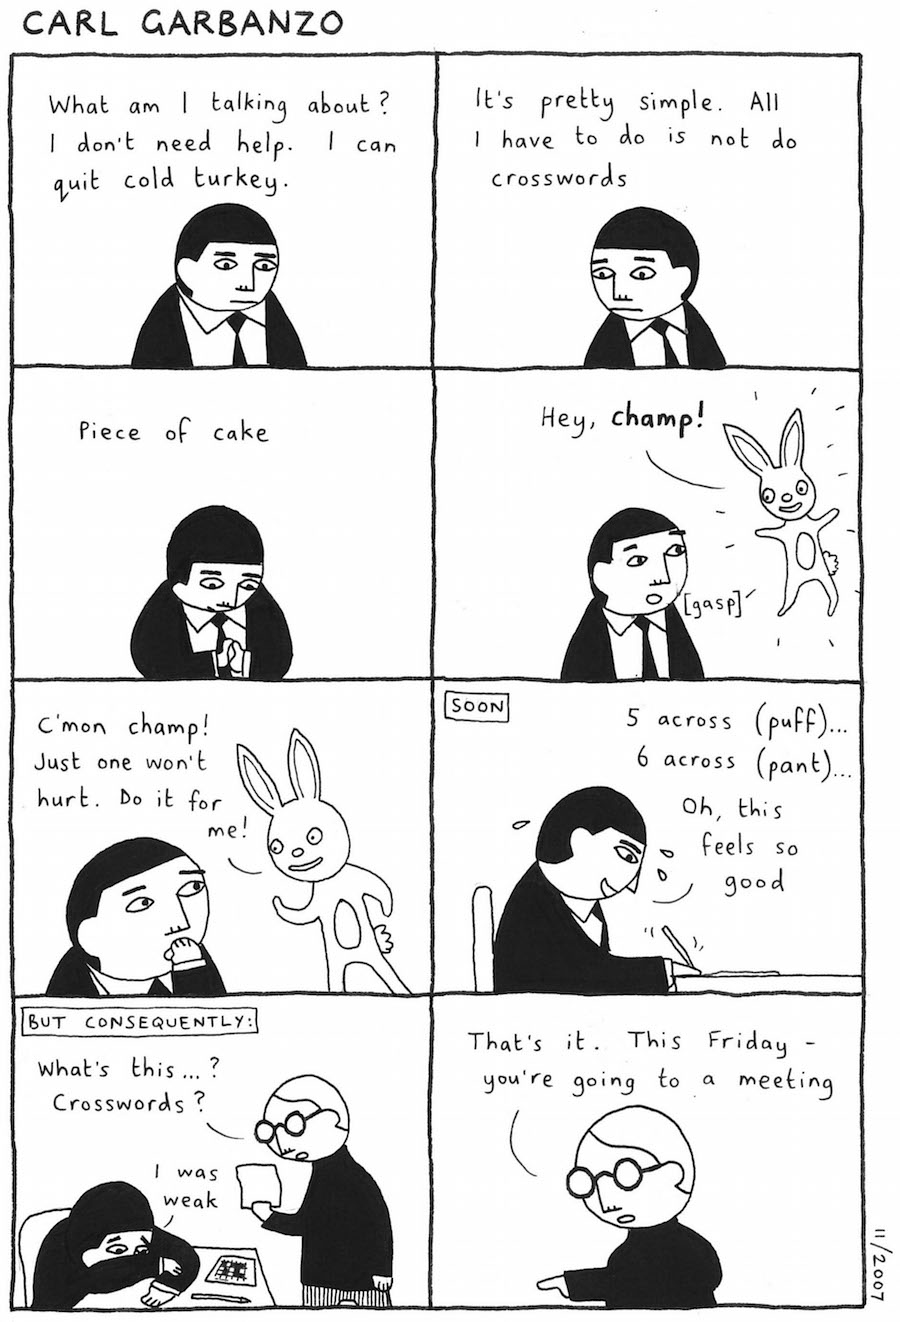 CARL GARBANZO
What am I talking about?
I don't need help. I can
quit cold turkey.
It's pretty simple. All
I have to do is not do
crosswords
Piece of cake
Hey, champ!
[gasp]
C'mon champ!
Just one won't
hurt. Do it for
me!
SOON
5 across (puff)...
6 across (pant)...
Oh, this
feels so
good
BUT CONSEQUENTLY:
What's this...?
Crosswords?
I was
weak
That's it. This Friday -
you're going to a meeting
11/2007